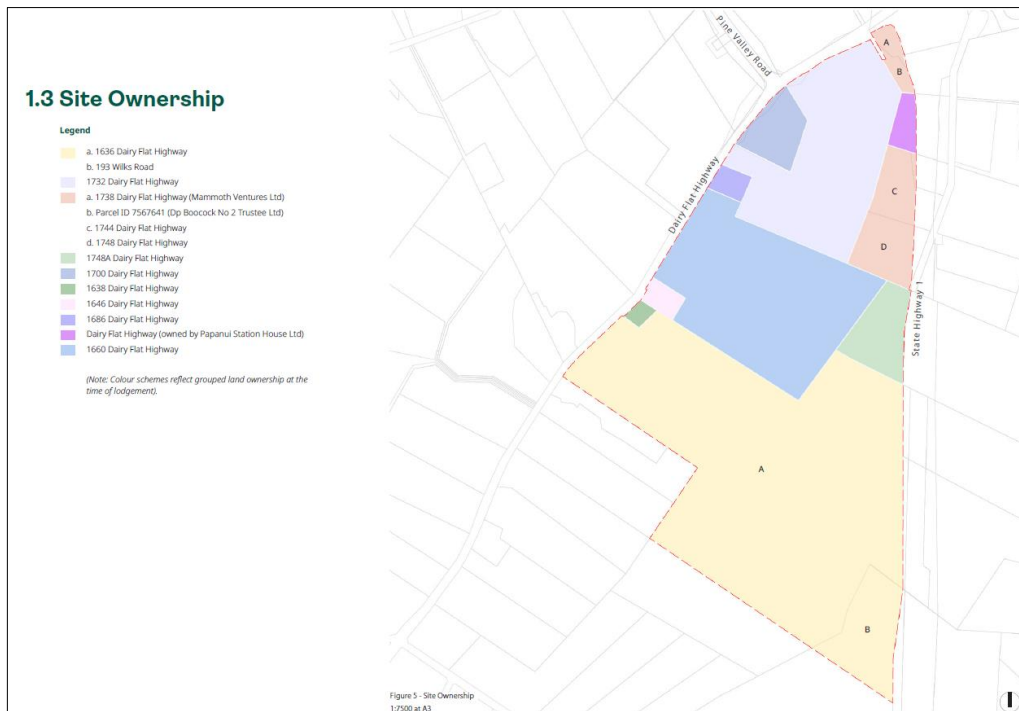 1.3 Site Ownership
Legend
a. 1636 Dairy Flat Highway
b. 193 Wilks Road
1732 Dairy Flat Highway
a. 1738 Dairy Flat Highway (Mammoth Ventures Ltd)
b. Parcel ID 7567641 (Dp Boocock No 2 Trustee Ltd)
c. 1744 Dairy Flat Highway
d. 1748 Dairy Flat Highway
1748A Dairy Flat Highway
1700 Dairy Flat Highway
1638 Dairy Flat Highway
1646 Dairy Flat Highway
1686 Dairy Flat Highway
Dairy Flat Highway (owned by Papanui Station House Ltd)
1660 Dairy Flat Highway
(Note: Colour schemes reflect grouped land ownership at the
time of lodgement).
Pine Valley Road
A
B
Dairy Flat Highway
C
D
State Highway 1
A
B
Figure 5 - Site Ownership
1:7500 at A3